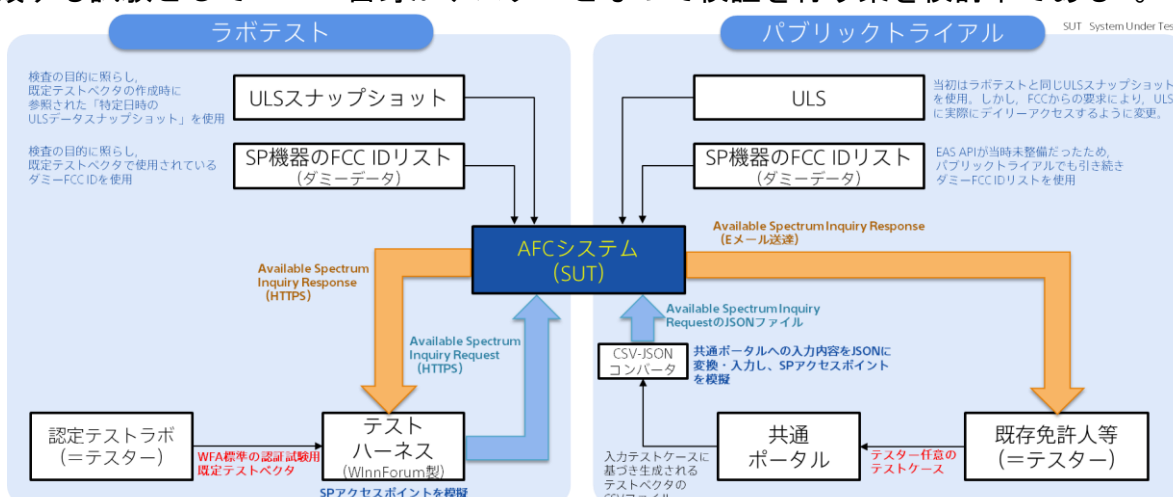 ラボテスト
パブリックトライアル
SUT System Under Tes
検査の目的に照らし,
既定テストベクタの作成時に
参照された「特定日時の
ULSデータスナップショット」を使用
ULSスナップショット
ULS
当初はラボテストと同じULSスナップショット
を使用。しかし, FCCからの要求により, ULS
に実際にデイリーアクセスするように変更。
検査の目的に照らし,
既定テストベクタで使用されている
ダミーFCC IDを使用
SP機器のFCC IDリスト
(ダミーデータ)
SP機器のFCC IDリスト
(ダミーデータ)
EAS APIが当時未整備だったため,
パブリックトライアルでも引き続き
ダミーFCC IDリストを使用
AFCシステム
(SUT)
Available Spectrum Inquiry Response
(Eメール送達)
Available Spectrum
Inquiry Response
(HTTPS)
Available Spectrum Inquiry
RequestのJSONファイル
Available Spectrum
Inquiry Request
(HTTPS)
CSV-JSON
コンバータ
共通ポータルへの入力内容をJSONに
変換・入力し、SPアクセスポイント
を模擬
認定テストラボ
(=テスター)
WFA標準の認証試験用
既定テストベクタ
テスト
ハーネス
(WInnForum製)
SPアクセスポイントを模擬
入力テストケースに
基づき生成される
テストベクタの
CSVファイル
共通
ポータル
テスター任意の
テストケース
既存免許人等
(=テスター)